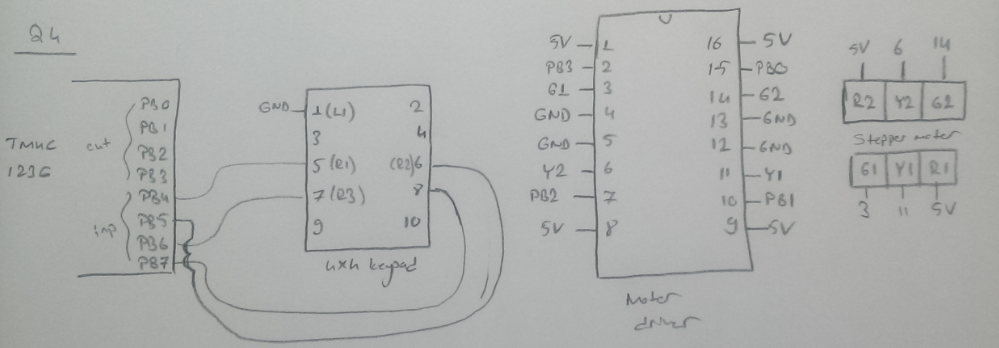 Q4
TM4C
123G
out
inp
PB0
PB1
PB2
PB3
PB4
PB5
PB6
PB7
GND
1(L1) 2
3 4
5 (R1) (R2) 6
7 (R3) 8
9 10
4x4 keypad
5V 1 16 5V
PB3 2 15 PB0
G1 3 14 G2
GND 4 13 GND
GND 5 12 GND
Y2 6 11 Y1
PB2 7 10 PB1
5V 8 9 5V
Motor
driver
5V 6 14
R2 Y2 G2
Stepper motor
G1 Y1 R1
3 11 5V